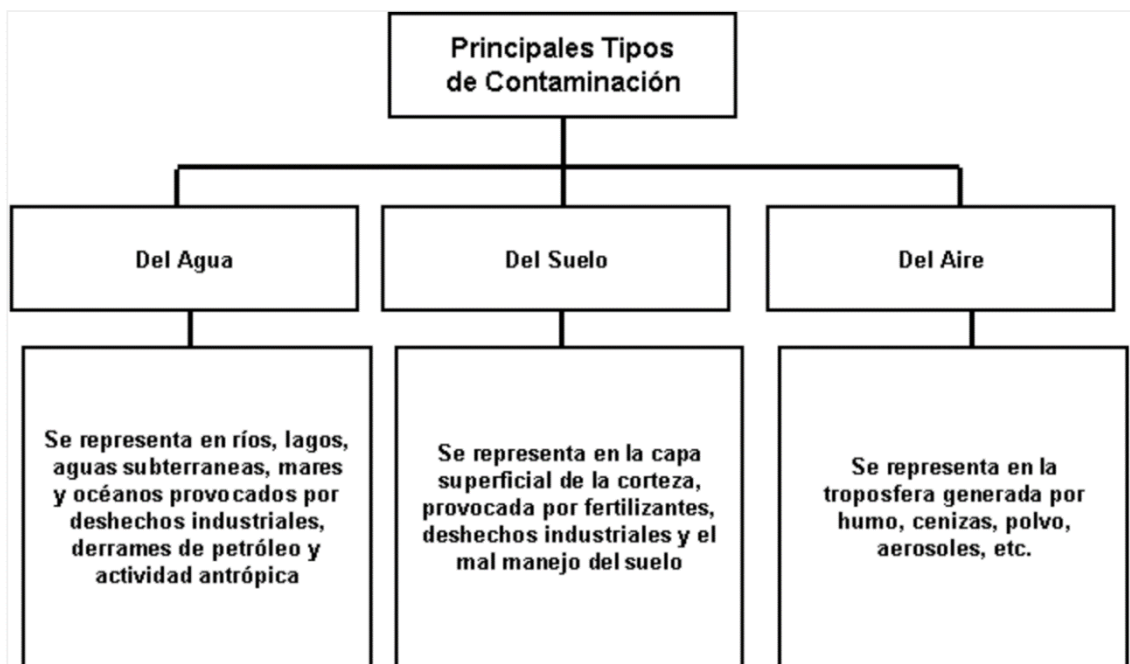 Principales Tipos
de Contaminación
Del Agua
Del Suelo
Del Aire
Se representa en ríos, lagos,
aguas subterraneas, mares
y océanos provocados por
deshechos industriales,
derrames de petróleo y
actividad antrópica
Se representa en la capa
superficial de la corteza,
provocada por fertilizantes,
deshechos industriales y el
mal manejo del suelo
Se representa en la
troposfera generada por
humo, cenizas, polvo,
aerosoles, etc.